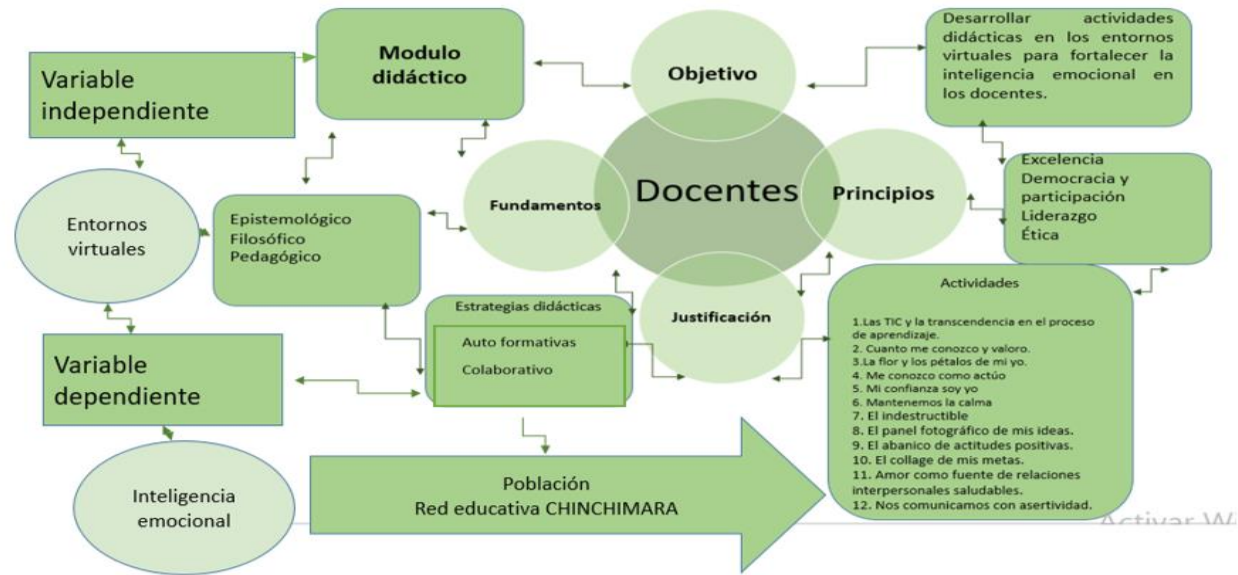 Variable
independiente
Modulo
didáctico
Objetivo
Desarrollar actividades
didácticas en los entornos
virtuales para fortalecer la
inteligencia emocional en
los docentes.
Entornos
virtuales
Epistemológico
Filosófico
Pedagógico
Fundamentos
Docentes
Principios
Excelencia
Democracia y
participación
Liderazgo
Ética
Justificación
Estrategias didácticas
Auto formativas
Colaborativo
Variable
dependiente
Actividades
1.Las TIC y la transcendencia en el proceso
de aprendizaje.
2. Cuanto me conozco y valoro.
3.La flor y los pétalos de mi yo.
4. Me conozco como actúo
5. Mi confianza soy yo
6. Mantenemos la calma
7. El indestructible
8. El panel fotográfico de mis ideas.
9. El abanico de actitudes positivas.
10. El collage de mis metas.
11. Amor como fuente de relaciones
interpersonales saludables.
12. Nos comunicamos con asertividad.
Inteligencia
emocional
Población
Red educativa CHINCHIMARA
Activar W